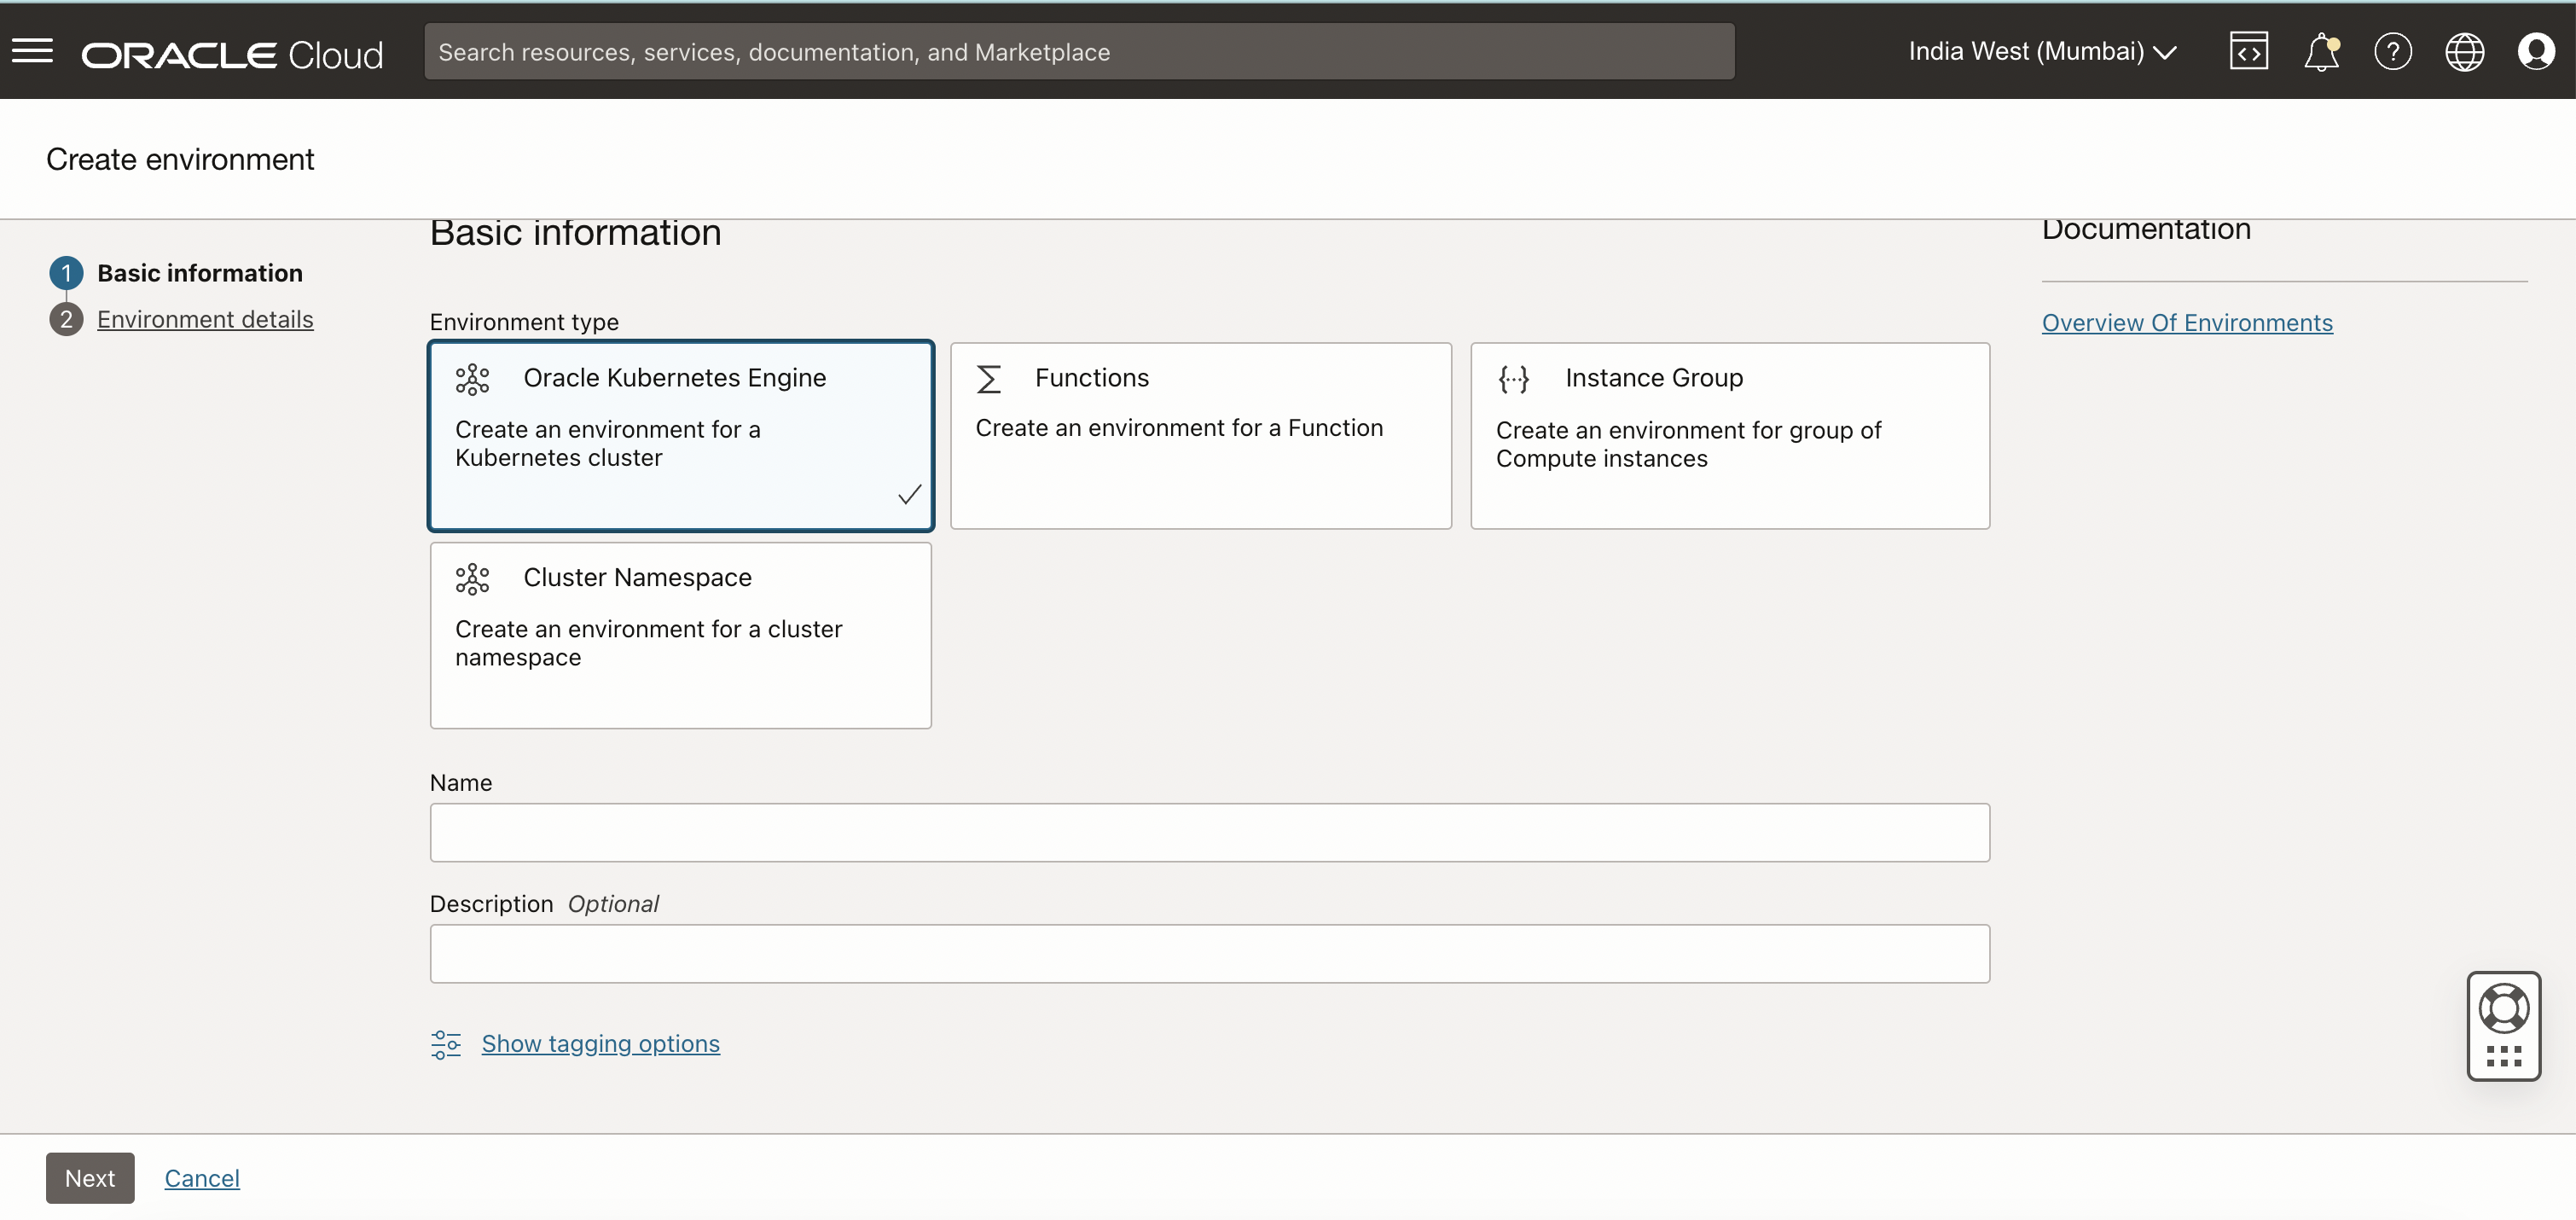 ORACLE Cloud
Search resources, services, documentation, and Marketplace
India West (Mumbai)
Create environment
1 Basic information
2 Environment details
Basic information
Environment type
Oracle Kubernetes Engine
Create an environment for a
Kubernetes cluster
Functions
Create an environment for a Function
Instance Group
Create an environment for group of
Compute instances
Cluster Namespace
Create an environment for a cluster
namespace
Name
Description Optional
Show tagging options
Documentation
Overview Of Environments
Next
Cancel